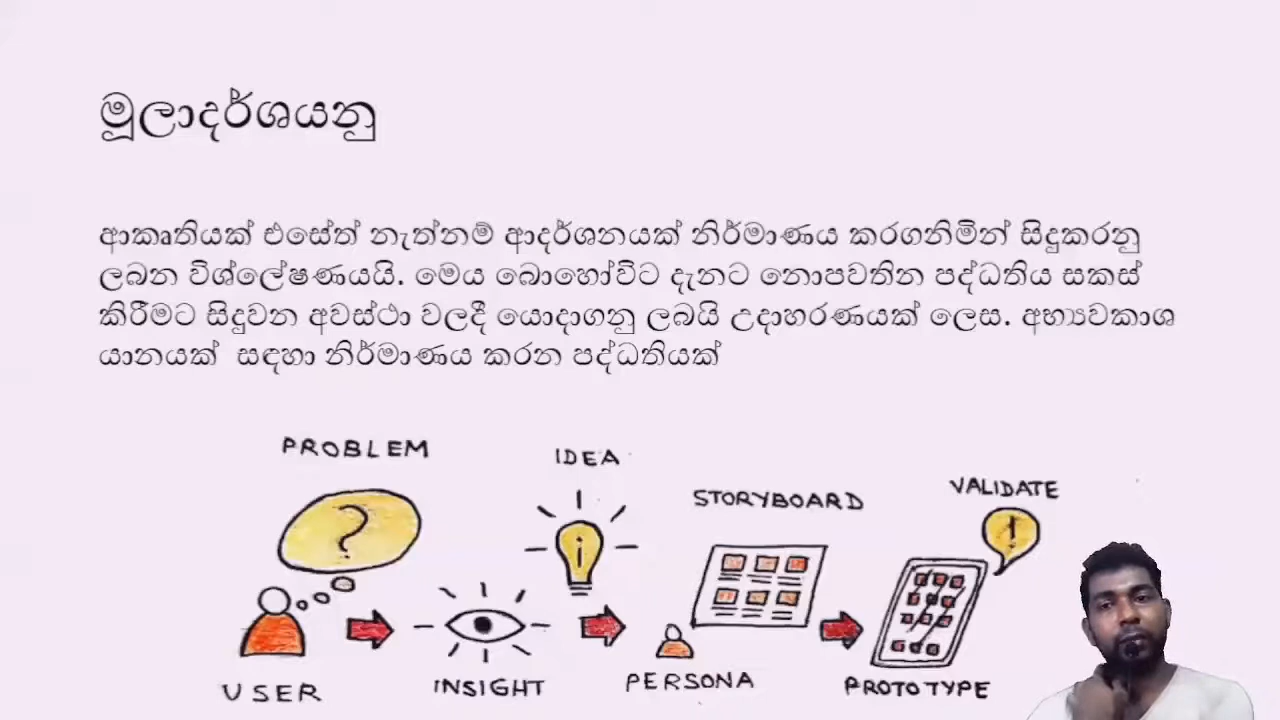 මූලාදර්ශයනු
ආකෘතියක් එසේත් නැත්නම් ආදර්ශනයක් නිර්මාණය කරගනිමින් සිදුකරනු
ලබන විශ්ලේෂණයයි. මෙය බොහෝවිට දැනට නොපවතින පද්ධතිය සකස්
කිරීමට සිදුවන අවස්ථා වලදී යොදාගනු ලබයි උදාහරණයක් ලෙස. අභ්‍යවකාශ
යානයක් සඳහා නිර්මාණය කරන පද්ධතියක්
PROBLEM
IDEA
STORYBOARD
VALIDATE
?
i
!
USER
INSIGHT
PERSONA
PROTOTYPE